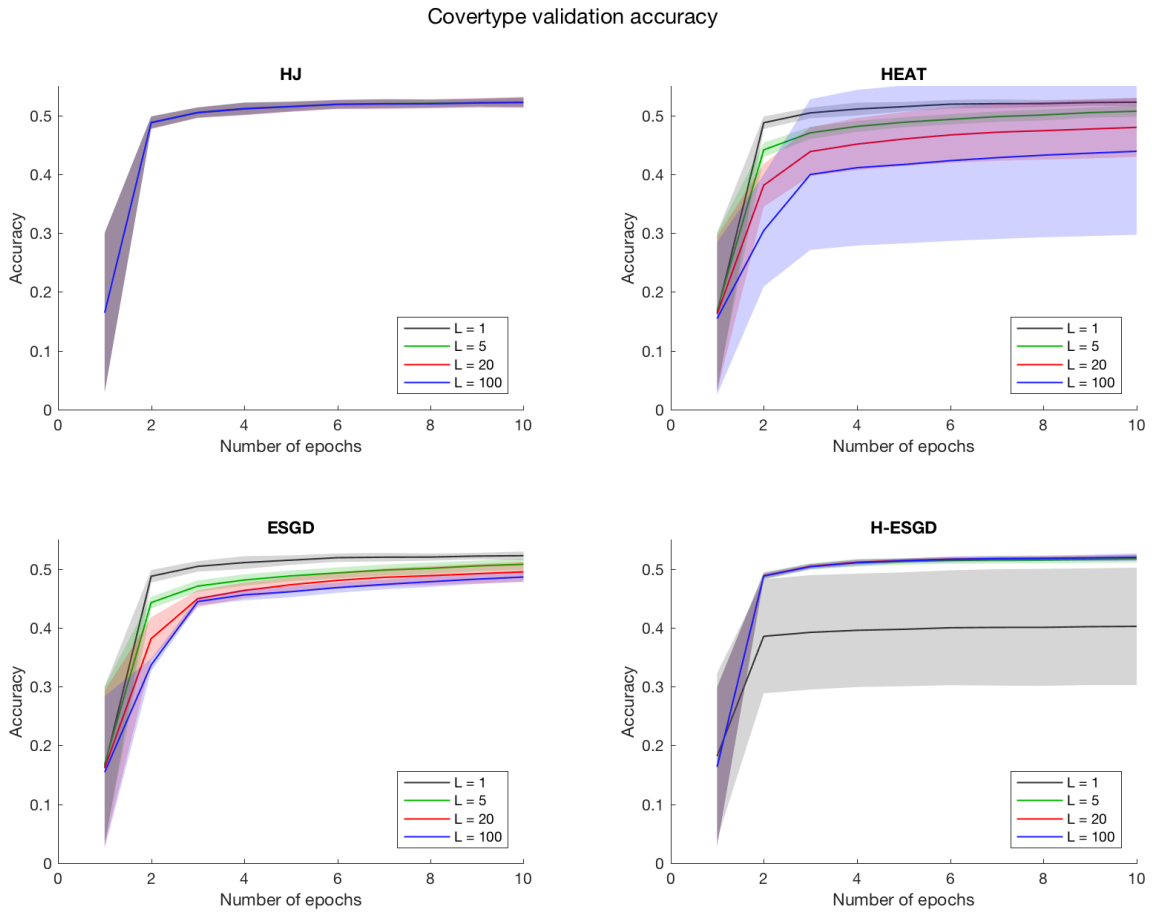 Covertype validation accuracy
HJ
0.5
0.4
0.3
0.2
0.1
0
Accuracy
L = 1
L = 5
L = 20
L = 100
0 2 4 6 8 10
Number of epochs
HEAT
0.5
0.4
0.3
0.2
0.1
0
Accuracy
L = 1
L = 5
L = 20
L = 100
0 2 4 6 8 10
Number of epochs
ESGD
0.5
0.4
0.3
0.2
0.1
0
Accuracy
L = 1
L = 5
L = 20
L = 100
0 2 4 6 8 10
Number of epochs
H-ESGD
0.5
0.4
0.3
0.2
0.1
0
Accuracy
L = 1
L = 5
L = 20
L = 100
0 2 4 6 8 10
Number of epochs